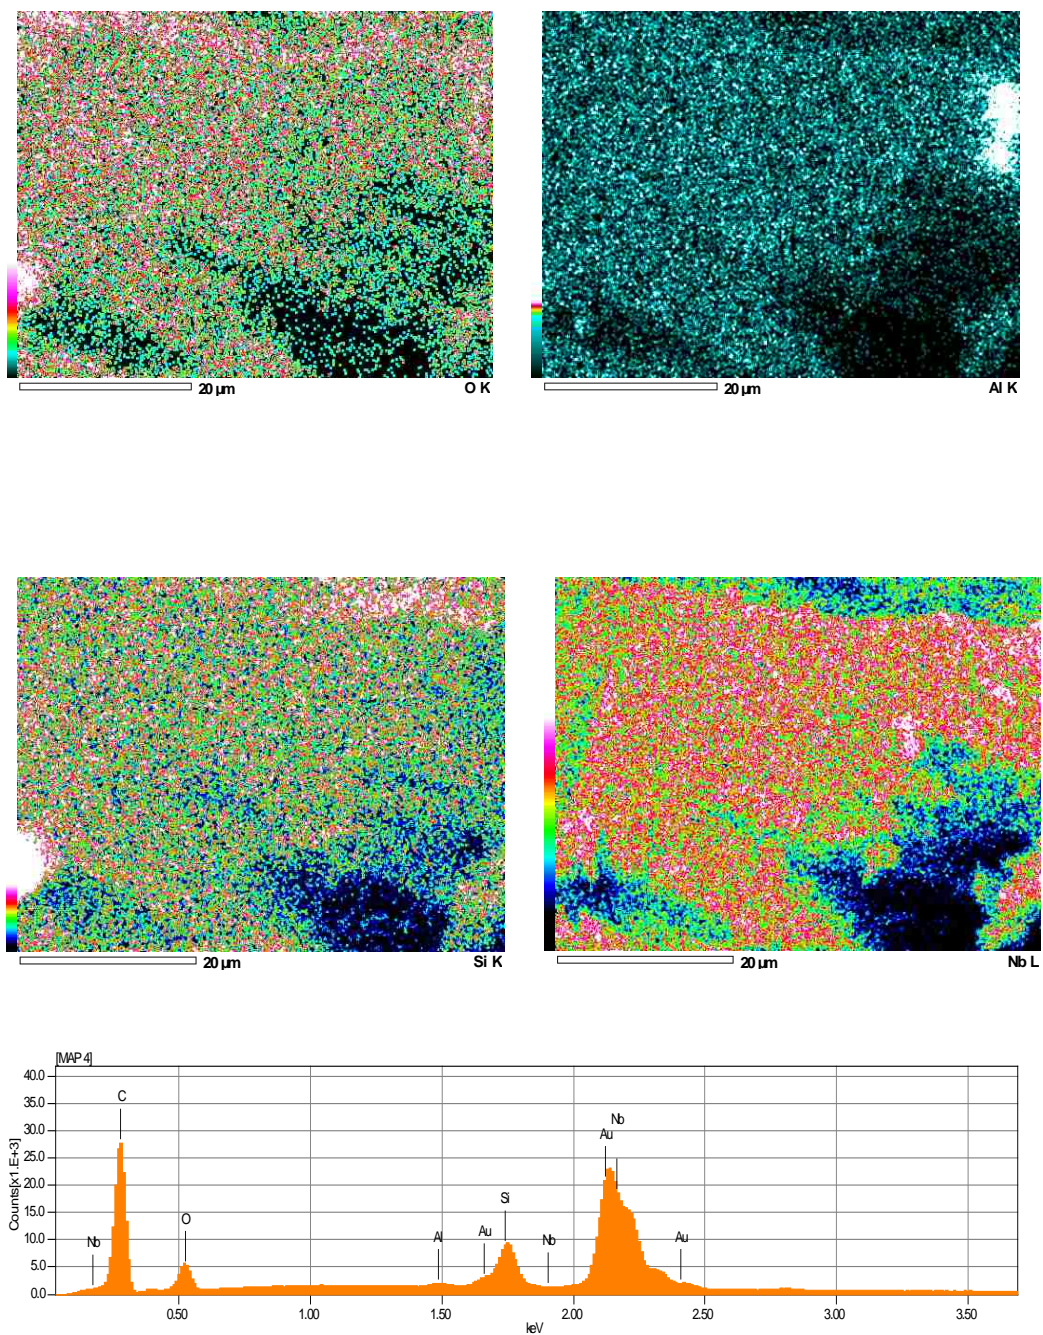 20 µm O K
20 µm Al K
20 µm Si K
20 µm Nb L
[MAP 4]
Counts[x1.E+3]
40.0
35.0
30.0
25.0
20.0
15.0
10.0
5.0
0.0
C
Nb
O
Al
Au
Si
Nb
Au
Nb
Au
0.50 1.00 1.50 2.00 2.50 3.00 3.50
keV